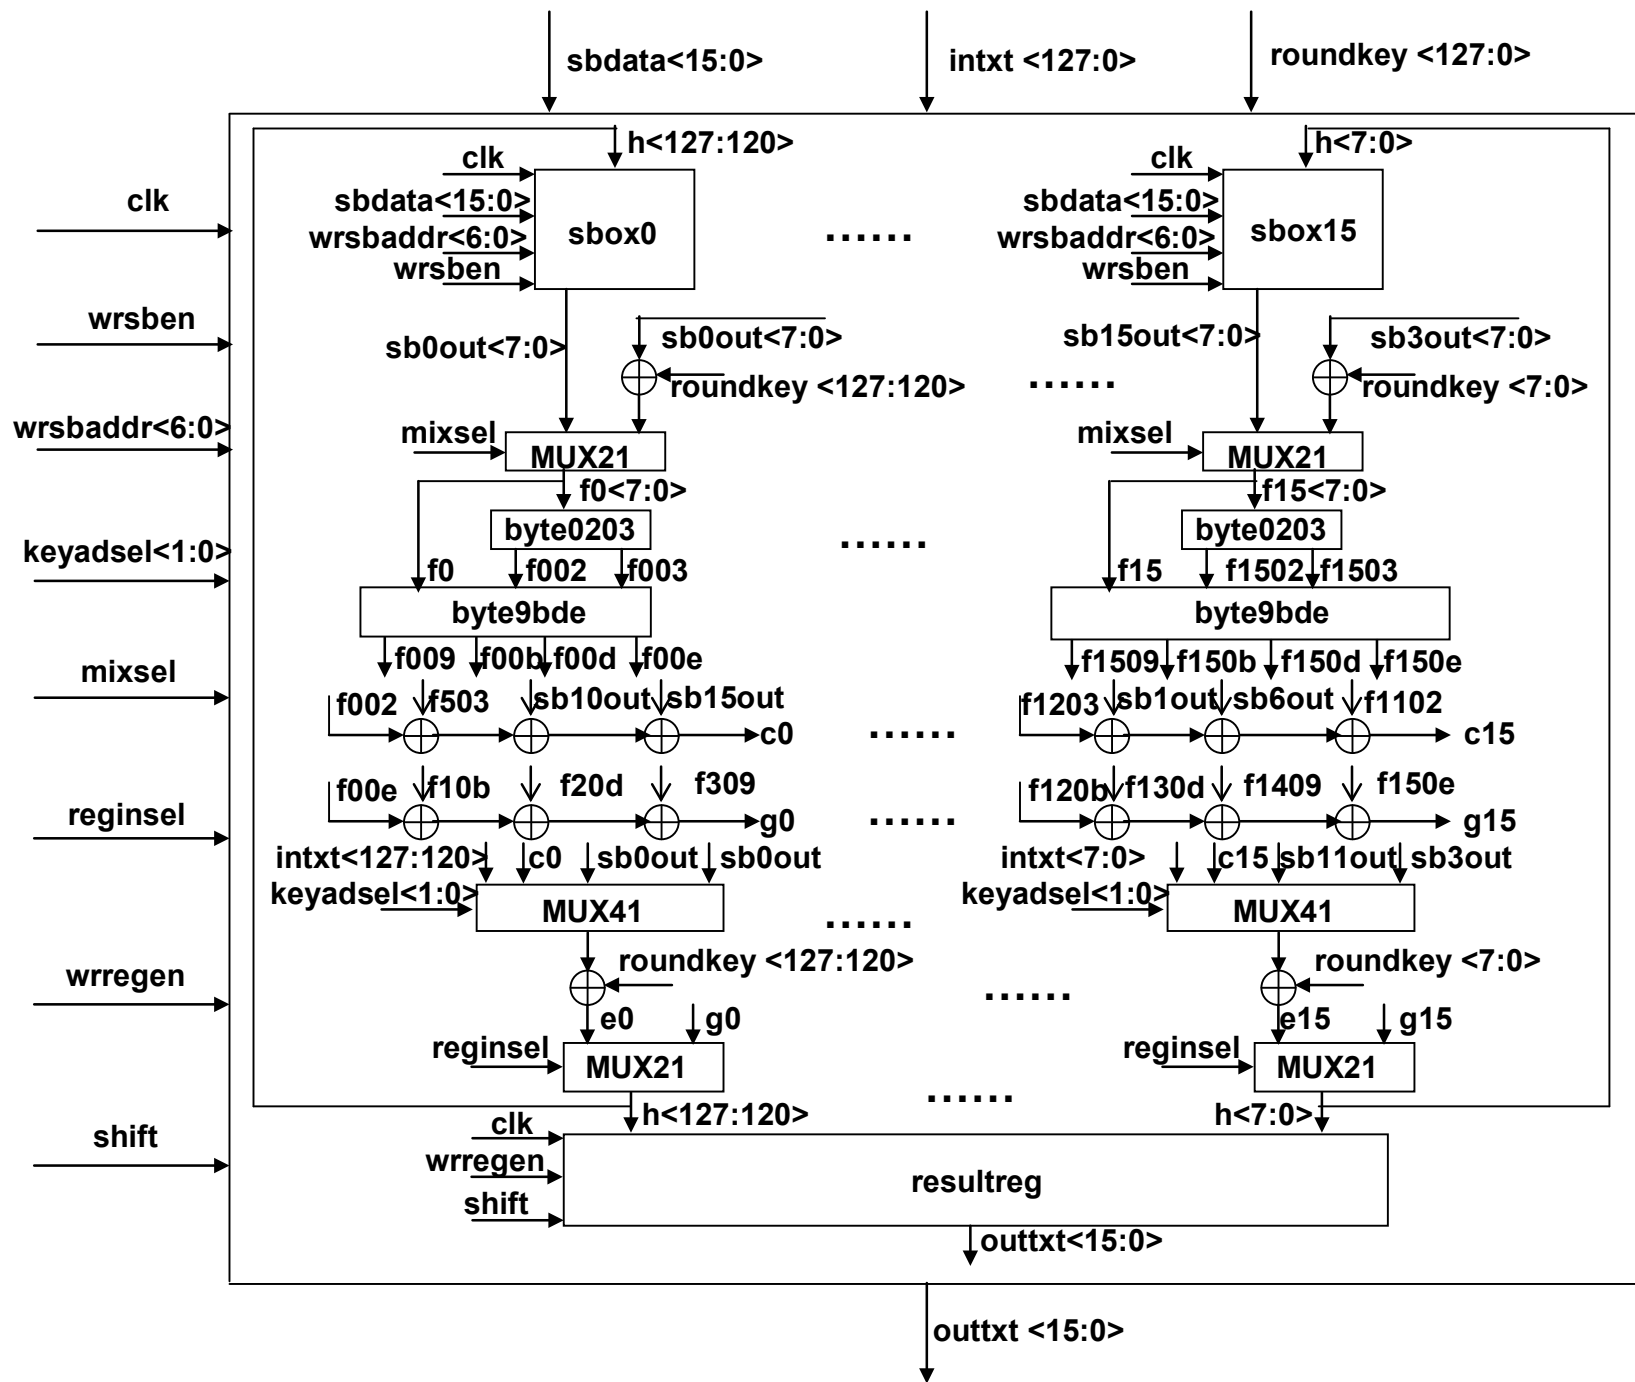 sbdata<15:0>
intxt <127:0>
roundkey <127:0>
h<127:120>
h<7:0>
clk
clk
sbdata<15:0>
sbdata<15:0>
clk
wrsbaddr<6:0>
sbox0
......
wrsbaddr<6:0>
sbox15
wrsben
wrsben
wrsben
sb0out<7:0>
sb0out<7:0>
sb15out<7:0>
sb3out<7:0>
roundkey <127:120>
......
roundkey <7:0>
wrsbaddr<6:0>
mixsel
MUX21
mixsel
MUX21
f0<7:0>
f15<7:0>
byte0203
......
byte0203
keyadsel<1:0>
f0
f002
f003
f15
f1502
f1503
byte9bde
byte9bde
mixsel
f009
f00b
f00d
f00e
f1509
f150b
f150d
f150e
f002
f503
sb10out
sb15out
f1203
sb1out
sb6out
f1102
c0
......
c15
f00e
f10b
f20d
f309
f120b
f130d
f1409
f150e
reginsel
g0
......
g15
intxt<127:120>
c0
sb0out
sb0out
intxt<7:0>
c15
sb11out
sb3out
keyadsel<1:0>
MUX41
......
keyadsel<1:0>
MUX41
roundkey <127:120>
roundkey <7:0>
wrregen
......
e0
g0
e15
g15
reginsel
MUX21
reginsel
MUX21
......
h<127:120>
h<7:0>
shift
clk
wrregen
resultreg
shift
outtxt<15:0>
outtxt <15:0>